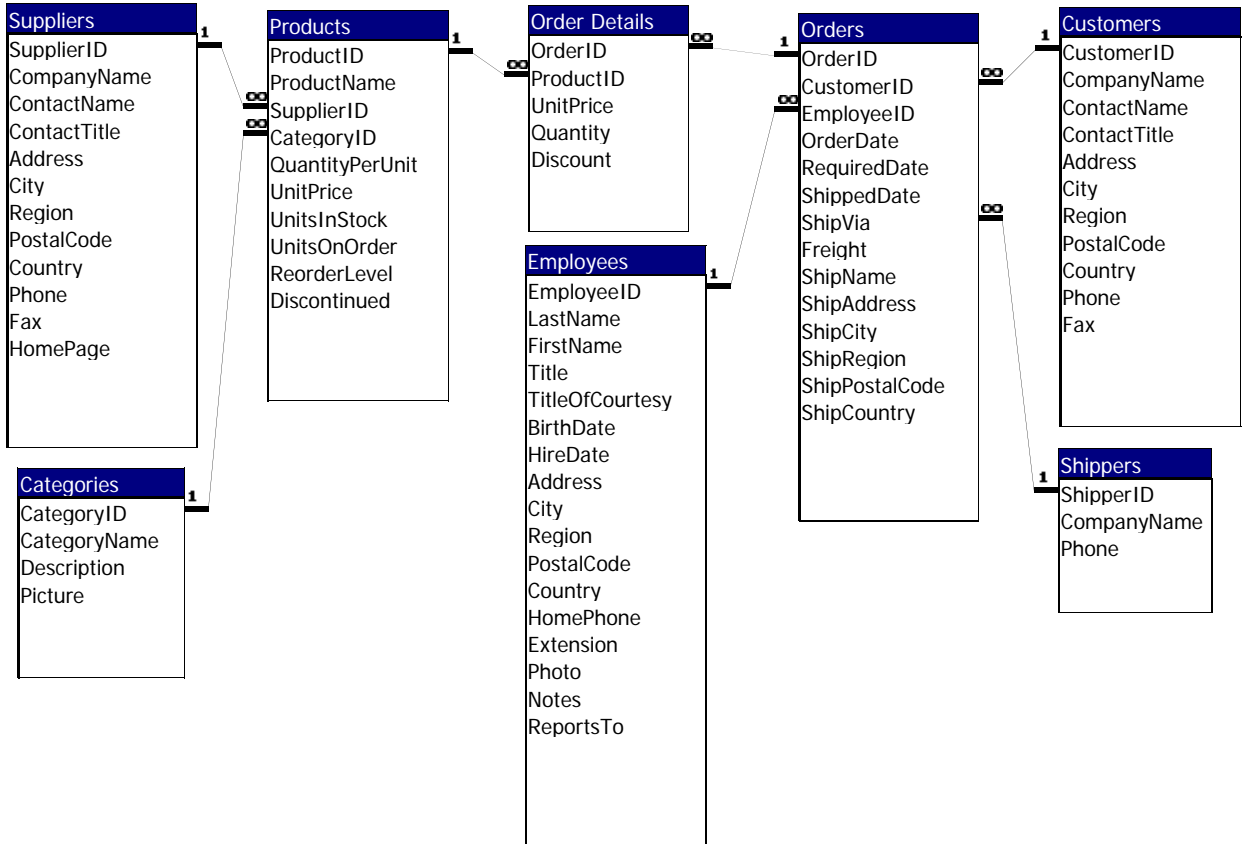 Suppliers
SupplierID
CompanyName
ContactName
ContactTitle
Address
City
Region
PostalCode
Country
Phone
Fax
HomePage
1
∞
∞
Categories
CategoryID
CategoryName
Description
Picture
1
Products
ProductID
ProductName
SupplierID
CategoryID
QuantityPerUnit
UnitPrice
UnitsInStock
UnitsOnOrder
ReorderLevel
Discontinued
1
∞
Order Details
OrderID
ProductID
UnitPrice
Quantity
Discount
∞
1
Employees
EmployeeID
LastName
FirstName
Title
TitleOfCourtesy
BirthDate
HireDate
Address
City
Region
PostalCode
Country
HomePhone
Extension
Photo
Notes
ReportsTo
1
∞
Orders
OrderID
CustomerID
EmployeeID
OrderDate
RequiredDate
ShippedDate
ShipVia
Freight
ShipName
ShipAddress
ShipCity
ShipRegion
ShipPostalCode
ShipCountry
∞
∞
1
Customers
CustomerID
CompanyName
ContactName
ContactTitle
Address
City
Region
PostalCode
Country
Phone
Fax
1
Shippers
ShipperID
CompanyName
Phone